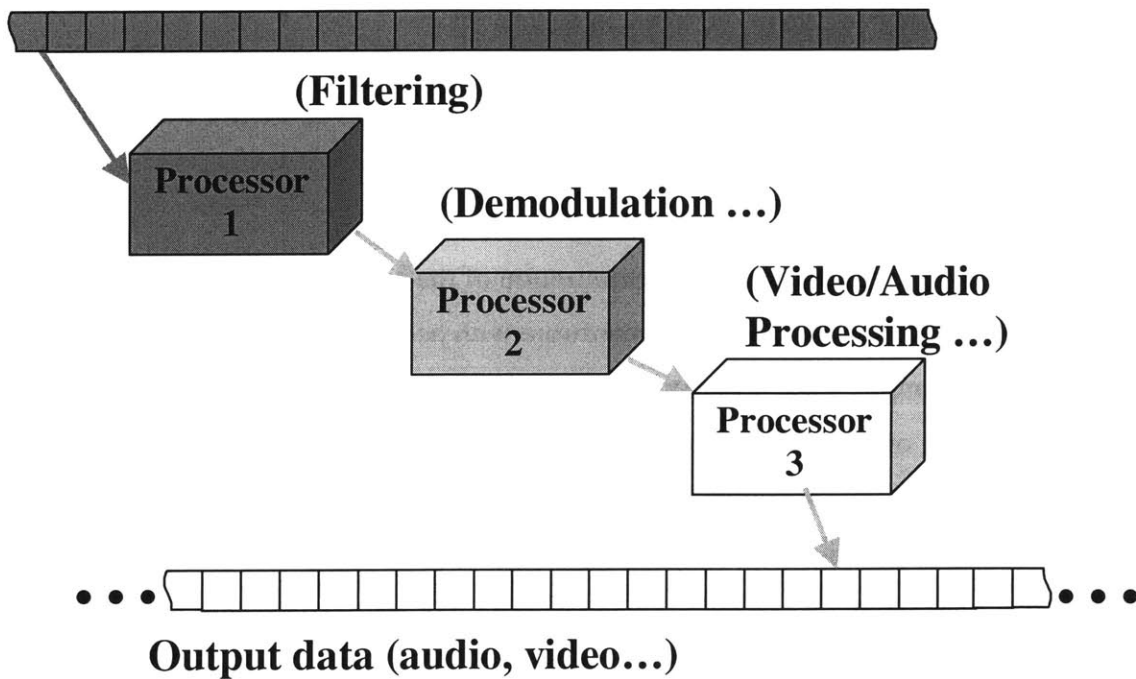 (Filtering)
Processor
1
(Demodulation …)
Processor
2
(Video/Audio
Processing …)
Processor
3
Output data (audio, video…)